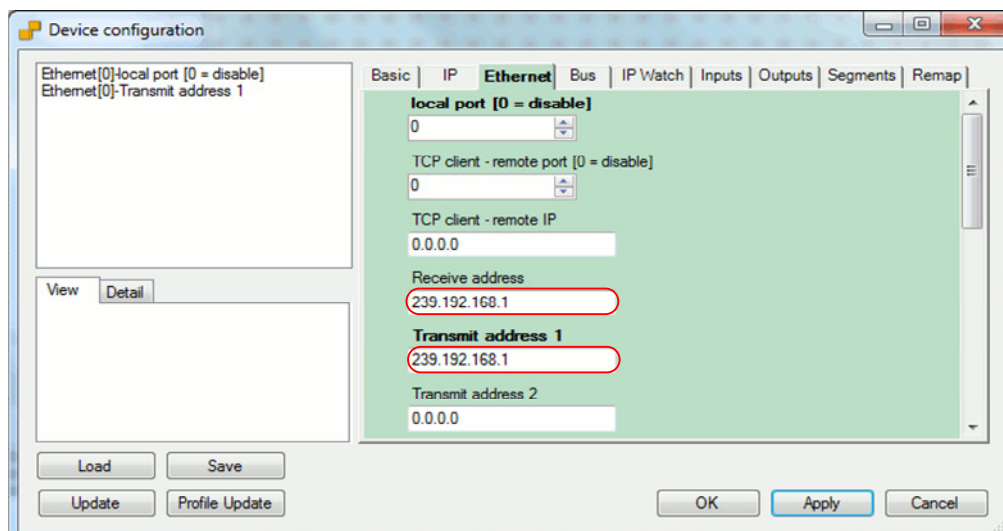 Device configuration
Ethernet[0]-local port [0 = disable]
Ethernet[0]-Transmit address 1
Basic IP Ethernet Bus IP Watch Inputs Outputs Segments Remap
local port [0 = disable]
0
TCP client - remote port [0 = disable]
0
TCP client - remote IP
0.0.0.0
Receive address
239.192.168.1
Transmit address 1
239.192.168.1
Transmit address 2
0.0.0.0
View Detail
Load Save
Update Profile Update
OK Apply Cancel